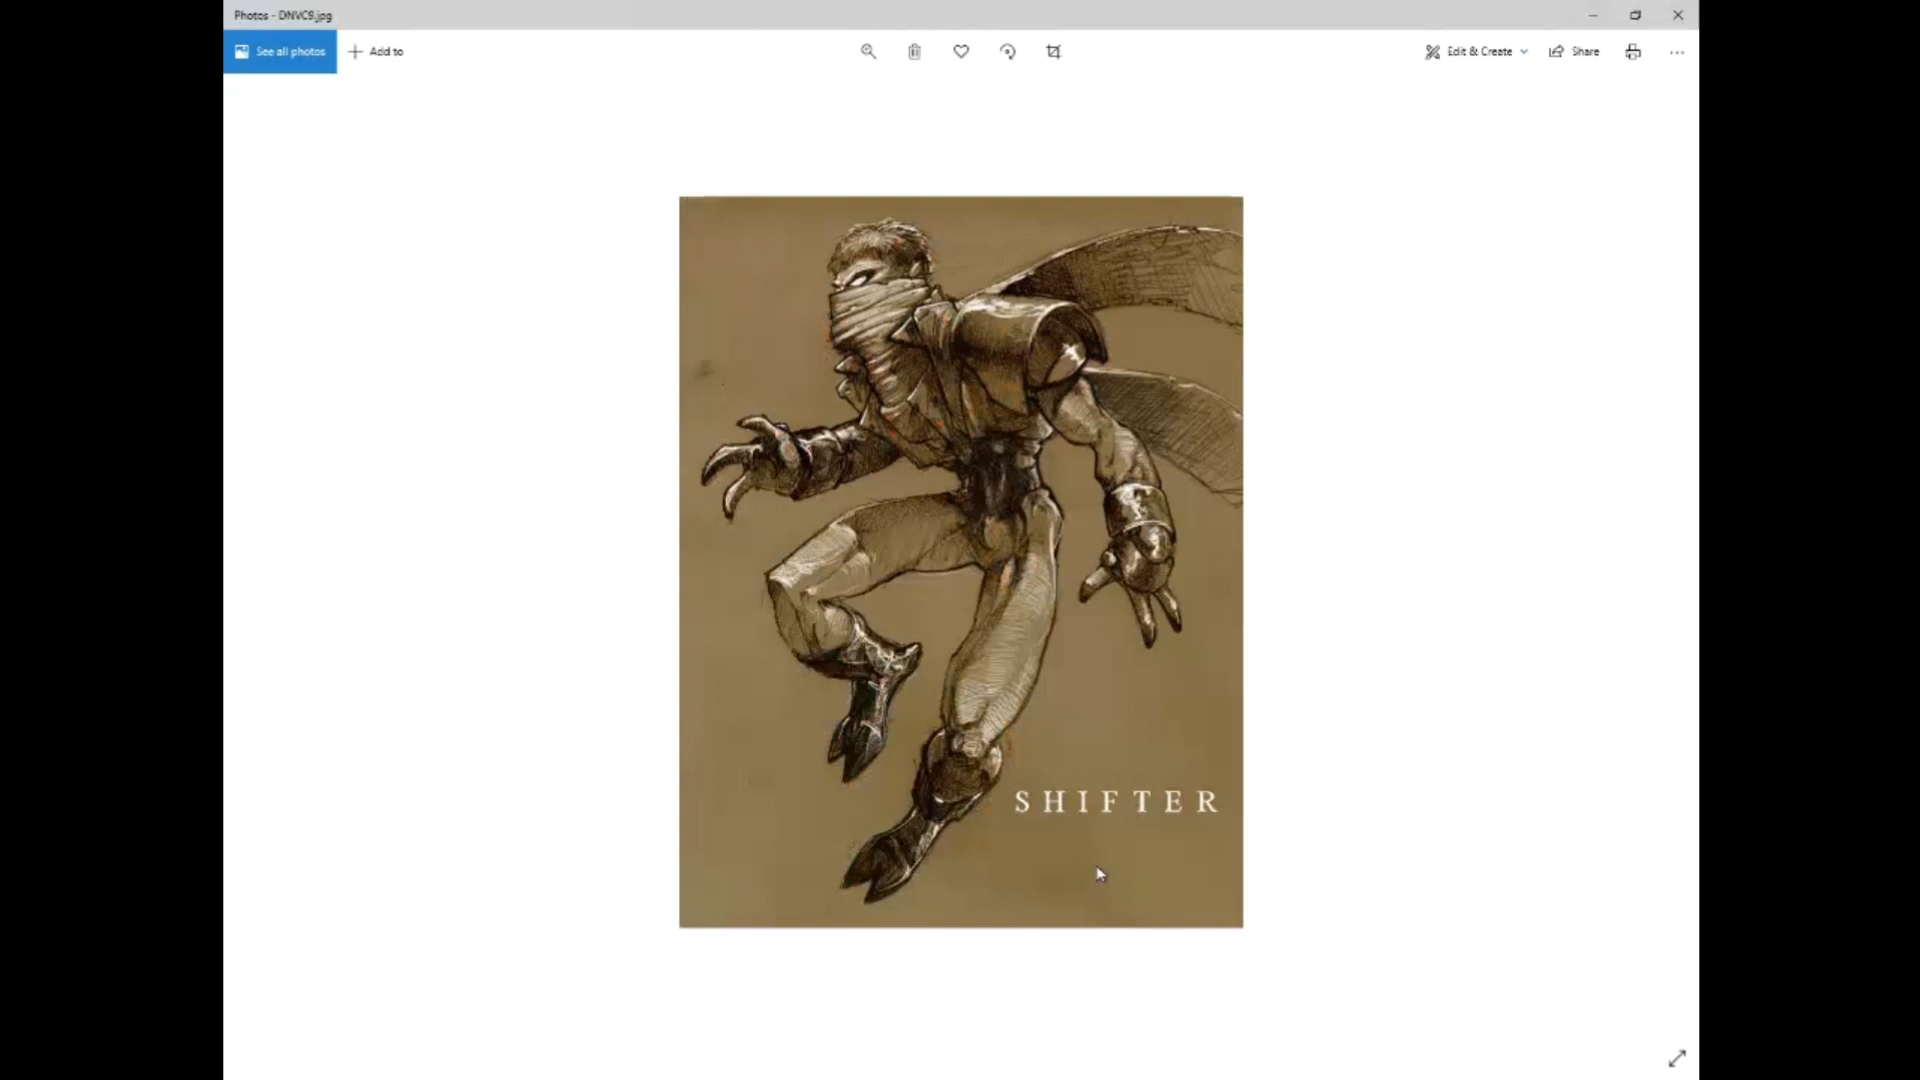 Photos - DNVC9.jpg
See all photos
Add to
Edit & Create
Share
SHIFTER